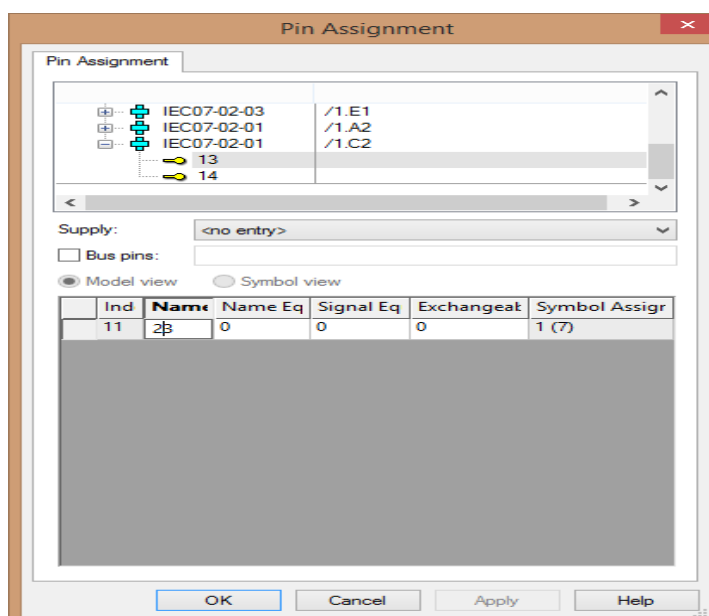 Pin Assignment
Pin Assignment
IEC07-02-03 /1.E1
IEC07-02-01 /1.A2
IEC07-02-01 /1.C2
13
14
Supply: <no entry>
Bus pins:
Model view Symbol view
Ind Name Name Eq Signal Eq Exchangeab Symbol Assigr
11 23 0 0 0 1 (7)
OK Cancel Apply Help